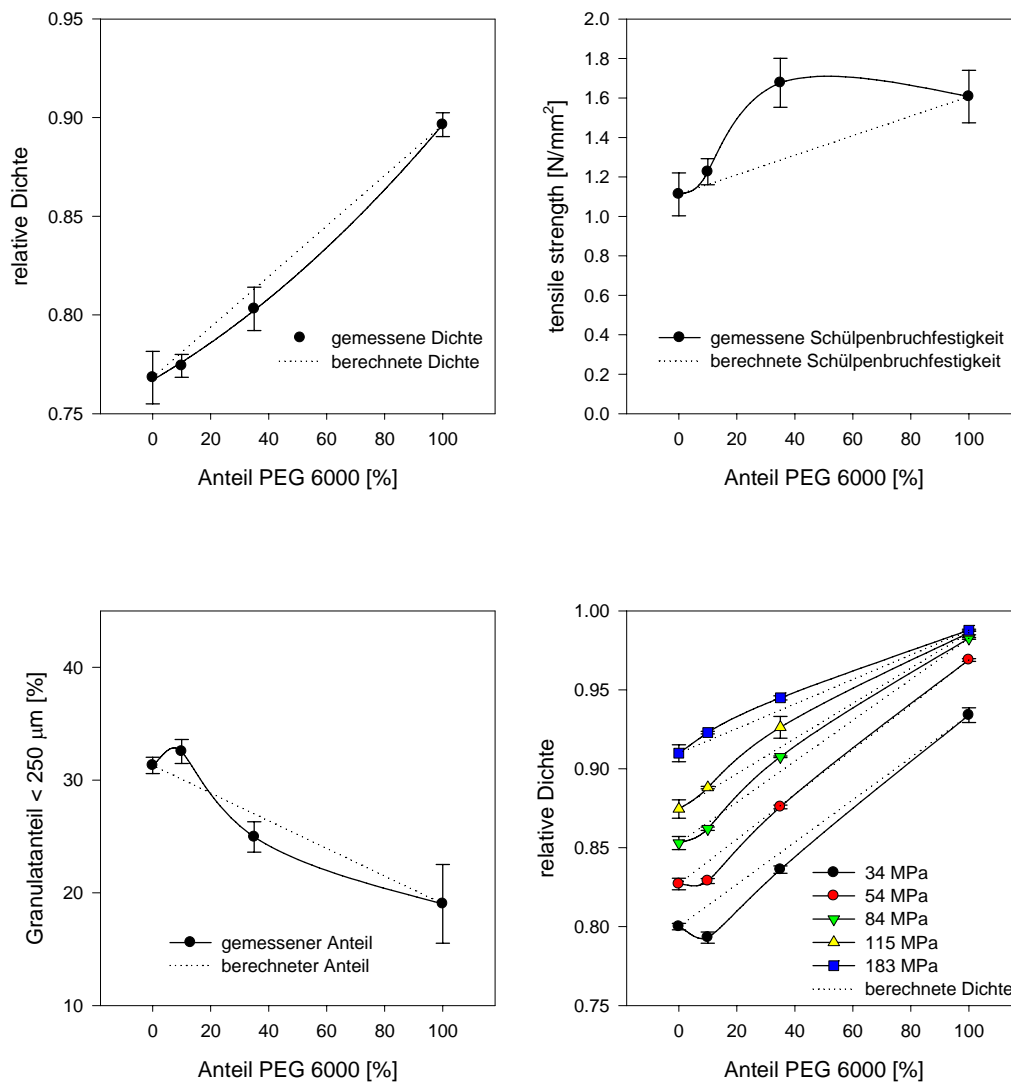 0.95
0.90
0.85
0.80
0.75
relative Dichte
gemessene Dichte
berechnete Dichte
0 20 40 60 80 100
Anteil PEG 6000 [%]
2.0
1.8
1.6
1.4
1.2
1.0
0.8
0.6
0.4
0.2
0.0
tensile strength [N/mm²]
gemessene Schülpenbruchfestigkeit
berechnete Schülpenbruchfestigkeit
0 20 40 60 80 100
Anteil PEG 6000 [%]
40
30
20
10
Granulatanteil < 250 µm [%]
gemessener Anteil
berechneter Anteil
0 20 40 60 80 100
Anteil PEG 6000 [%]
1.00
0.95
0.90
0.85
0.80
0.75
relative Dichte
34 MPa
54 MPa
84 MPa
115 MPa
183 MPa
berechnete Dichte
0 20 40 60 80 100
Anteil PEG 6000 [%]